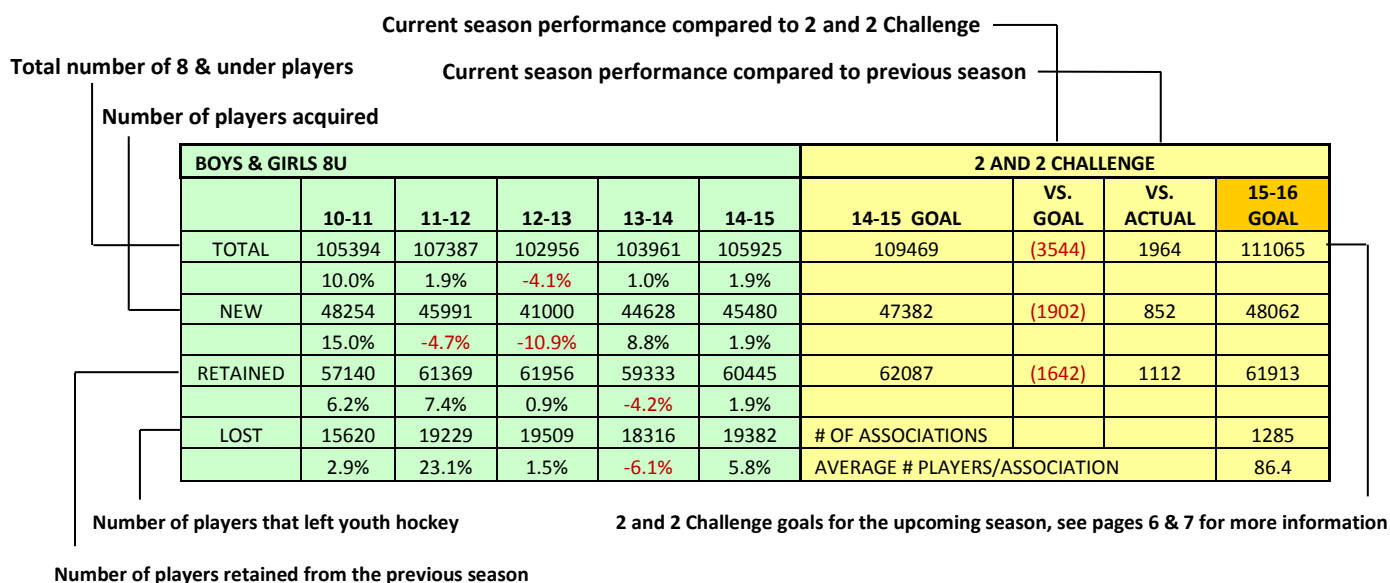 Current season performance compared to 2 and 2 Challenge
Total number of 8 & under players
Current season performance compared to previous season
Number of players acquired
BOYS & GIRLS 8U 2 AND 2 CHALLENGE
10-11 11-12 12-13 13-14 14-15 14-15 GOAL VS. GOAL VS. ACTUAL 15-16 GOAL
TOTAL 105394 107387 102956 103961 105925 109469 (3544) 1964 111065
10.0% 1.9% -4.1% 1.0% 1.9%
NEW 48254 45991 41000 44628 45480 47382 (1902) 852 48062
15.0% -4.7% -10.9% 8.8% 1.9%
RETAINED 57140 61369 61956 59333 60445 62087 (1642) 1112 61913
6.2% 7.4% 0.9% -4.2% 1.9%
LOST 15620 19229 19509 18316 19382 # OF ASSOCIATIONS 1285
2.9% 23.1% 1.5% -6.1% 5.8% AVERAGE # PLAYERS/ASSOCIATION 86.4
Number of players that left youth hockey
2 and 2 Challenge goals for the upcoming season, see pages 6 & 7 for more information
Number of players retained from the previous season